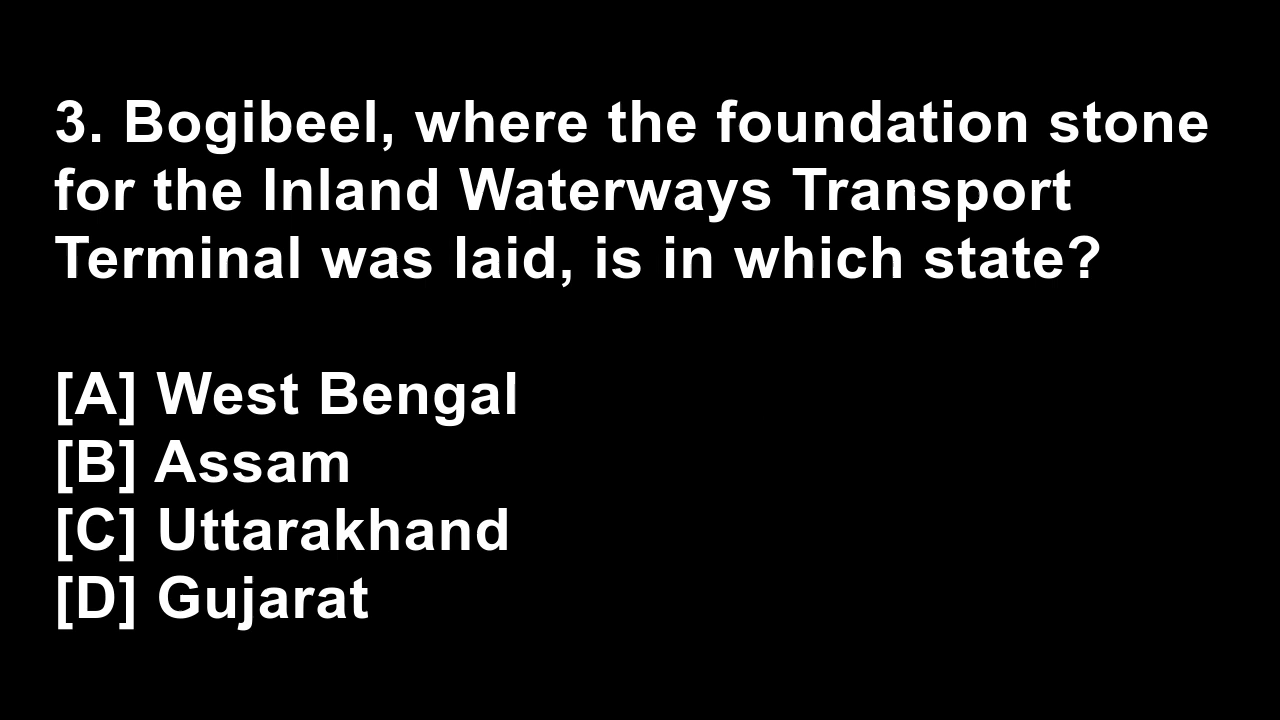 3. Bogibeel, where the foundation stone
for the Inland Waterways Transport
Terminal was laid, is in which state?
[A] West Bengal
[B] Assam
[C] Uttarakhand
[D] Gujarat